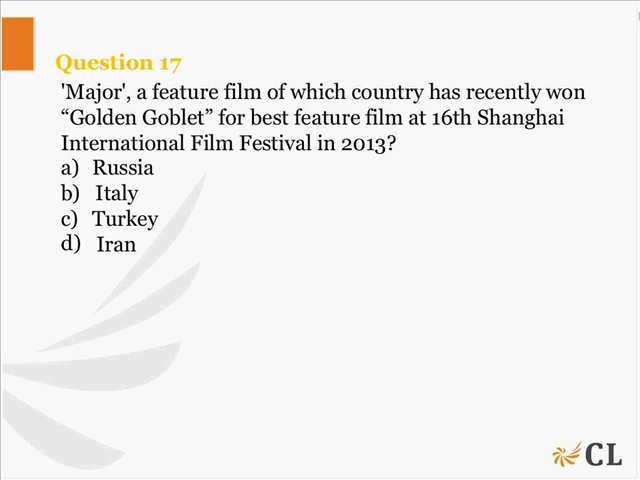 Question 17
'Major', a feature film of which country has recently won
“Golden Goblet” for best feature film at 16th Shanghai
International Film Festival in 2013?
a) Russia
b) Italy
c) Turkey
d) Iran
CL